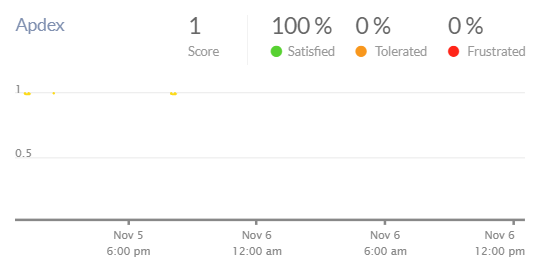 Apdex
1
Score
100 %
Satisfied
0 %
Tolerated
0 %
Frustrated
1
0.5
Nov 5
6:00 pm
Nov 6
12:00 am
Nov 6
6:00 am
Nov 6
12:00 pm